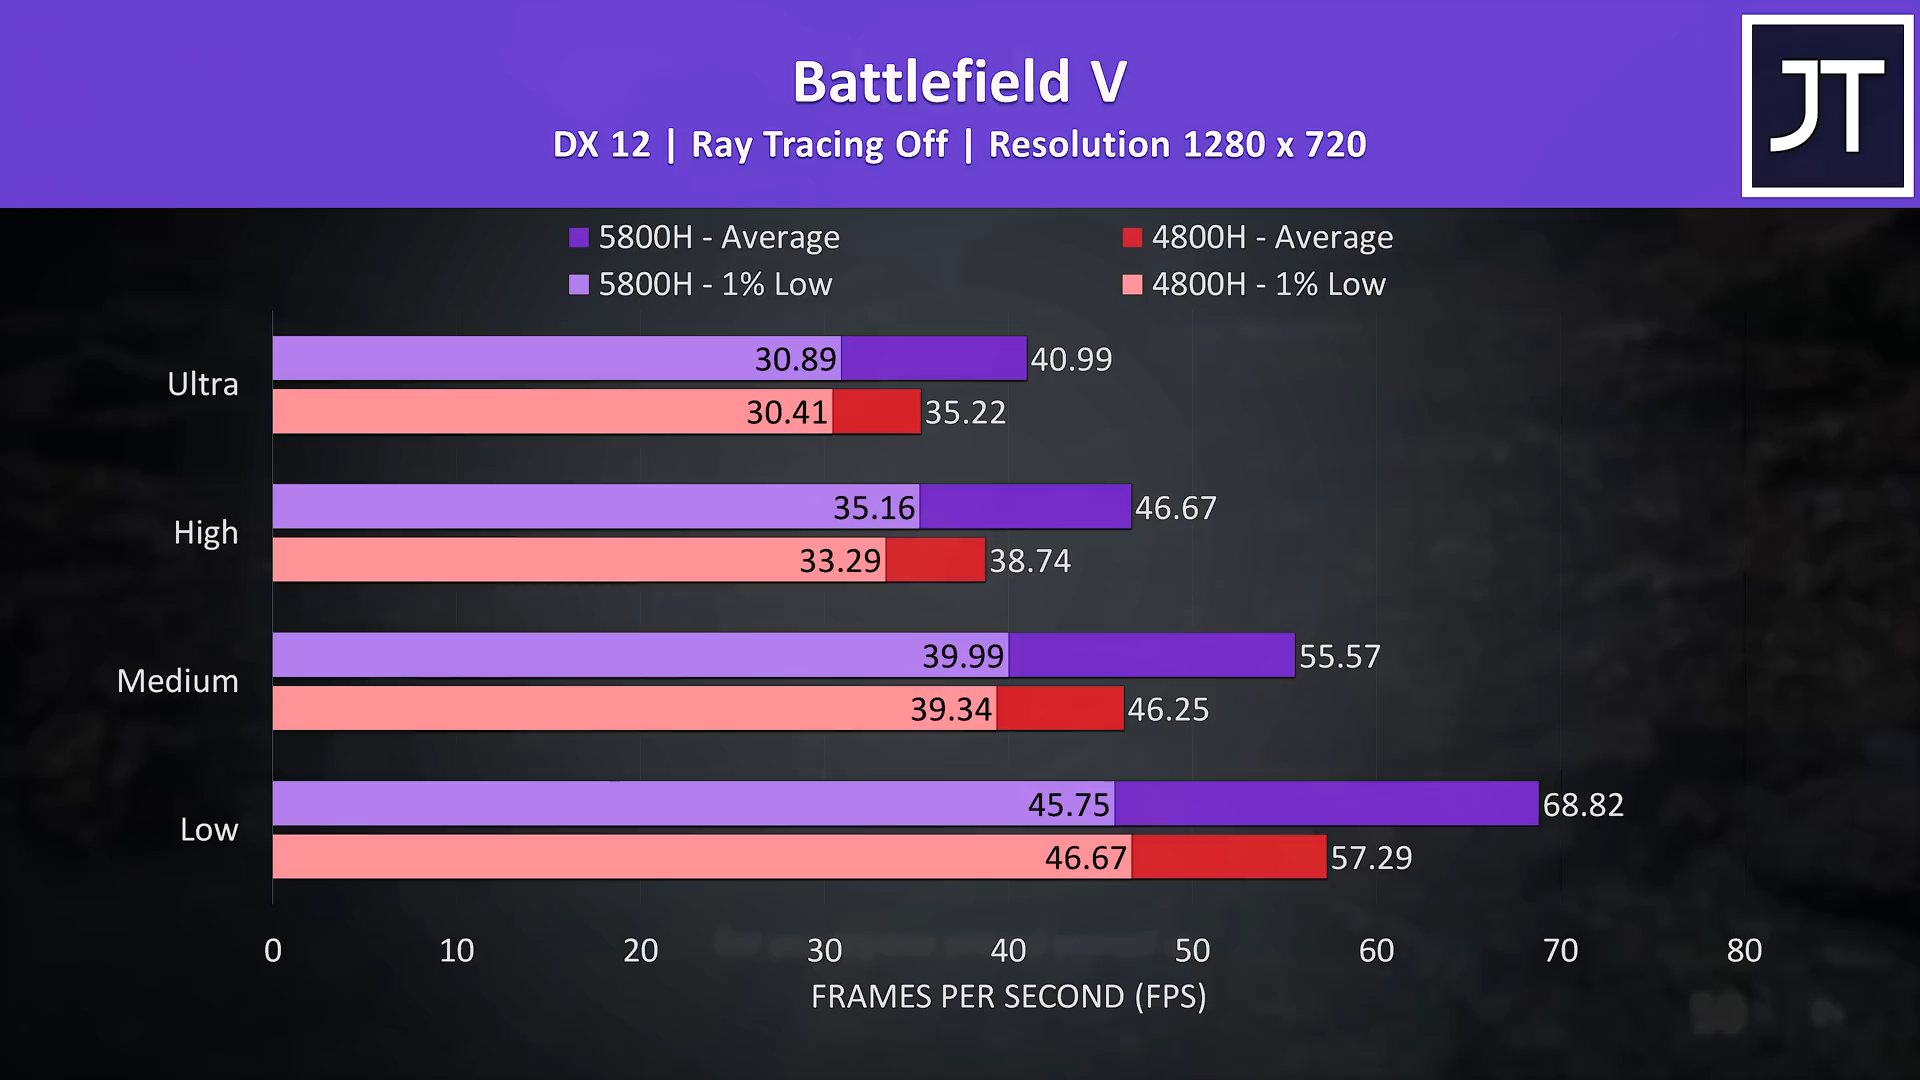 Battlefield V
JT
DX 12 | Ray Tracing Off | Resolution 1280 x 720
5800H - Average
4800H - Average
5800H - 1% Low
4800H - 1% Low
Ultra
30.89
40.99
30.41
35.22
High
35.16
46.67
33.29
38.74
Medium
39.99
55.57
39.34
46.25
Low
45.75
68.82
46.67
57.29
0 10 20 30 40 50 60 70 80
FRAMES PER SECOND (FPS)